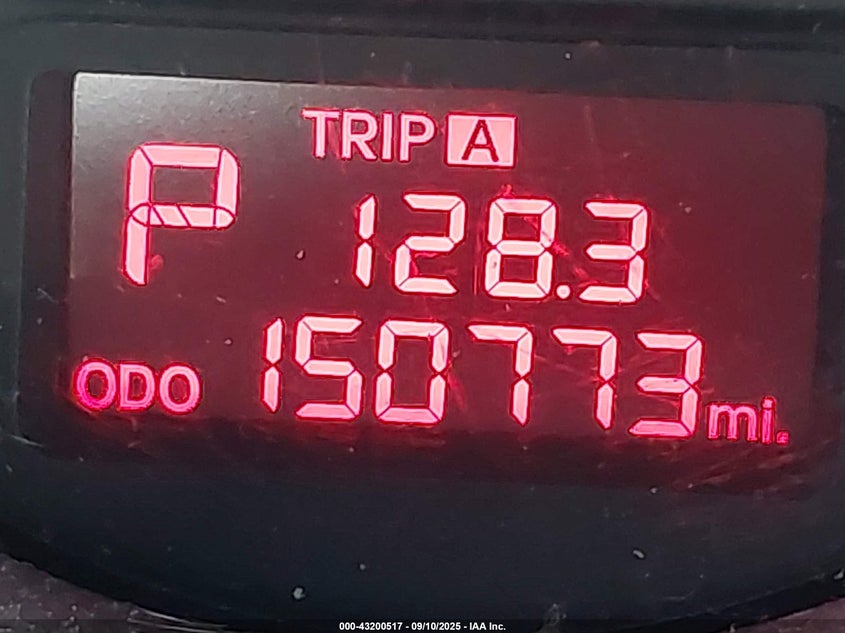 TRIP A
P
128.3
ODO 150773 mi.
000-43200517 - 09/10/2025 - IAA Inc.